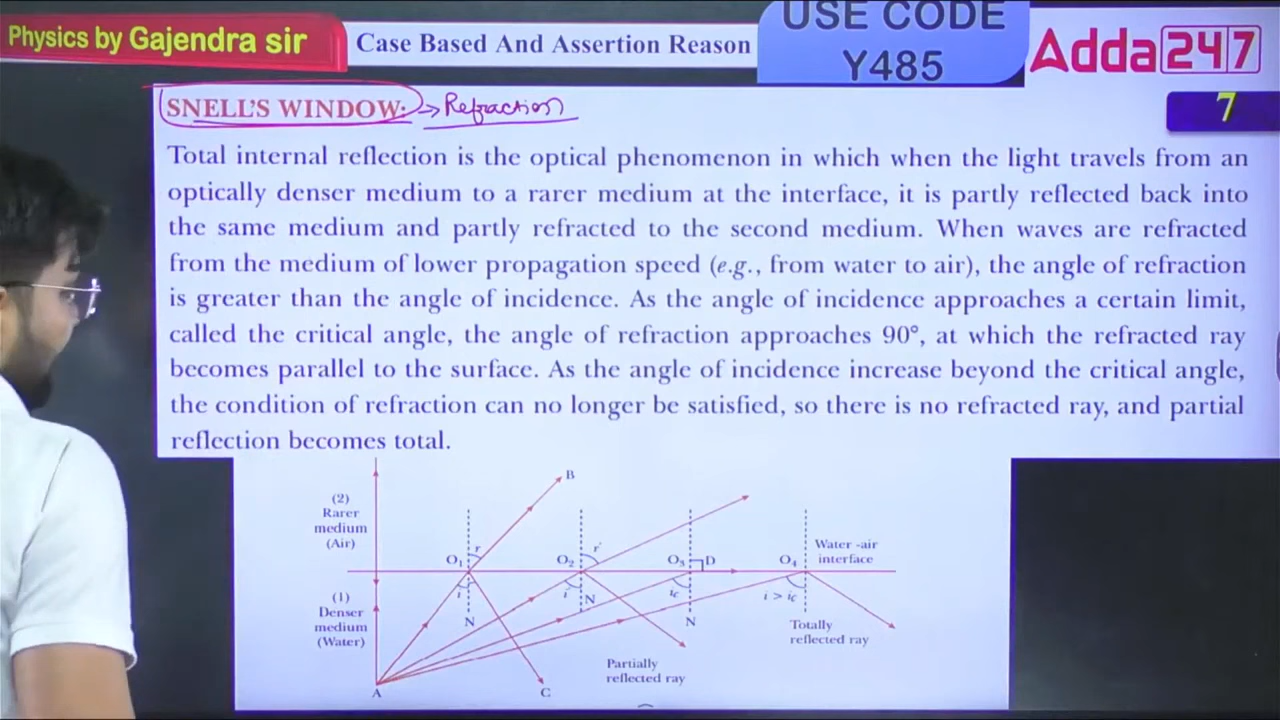 Physics by Gajendra sir
Case Based And Assertion Reason
USE CODE
Y485
Adda247
7
SNELL'S WINDOW: → Refraction
Total internal reflection is the optical phenomenon in which when the light travels from an
optically denser medium to a rarer medium at the interface, it is partly reflected back into
the same medium and partly refracted to the second medium. When waves are refracted
from the medium of lower propagation speed (e.g., from water to air), the angle of refraction
is greater than the angle of incidence. As the angle of incidence approaches a certain limit,
called the critical angle, the angle of refraction approaches 90°, at which the refracted ray
becomes parallel to the surface. As the angle of incidence increase beyond the critical angle,
the condition of refraction can no longer be satisfied, so there is no refracted ray, and partial
reflection becomes total.
B
(2)
Rarer
medium
(Air)
r
r'
O₁
O₂
O₃
D
O₄
Water -air
interface
(1)
Denser
medium
(Water)
i
N
i'
N
ic
N
i > ic
Totally
reflected ray
Partially
reflected ray
A
C